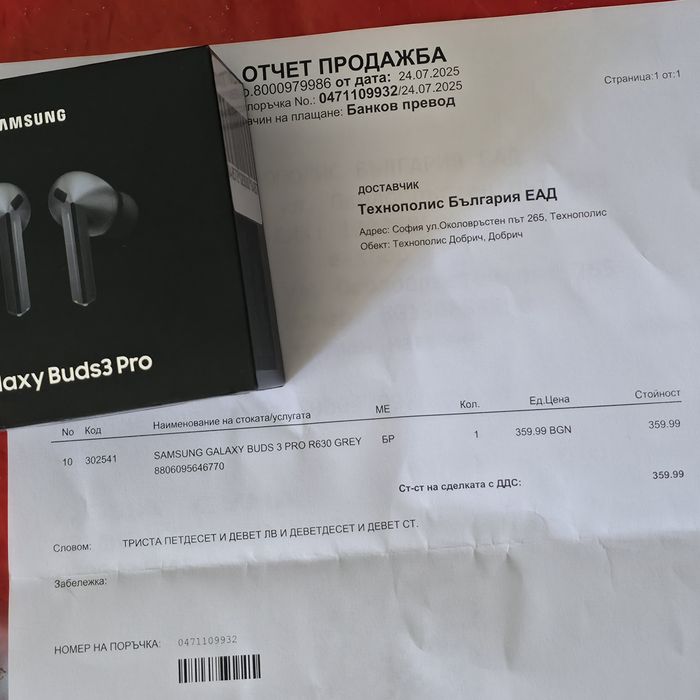 SAMSUNG
Galaxy Buds3 Pro
ОТЧЕТ ПРОДАЖБА
8000979986 от дата: 24.07.2025
поръчка No.: 0471109932/24.07.2025
начин на плащане: Банков превод
Страница:1 от:1
ДОСТАВЧИК
Технополис България ЕАД
Адрес: София ул.Околовръстен път 265, Технополис
Обект: Технополис Добрич, Добрич
No Код Наименование на стоката/услугата МЕ Кол. Ед.Цена Стойност
10 302541 SAMSUNG GALAXY BUDS 3 PRO R630 GREY БР 1 359.99 BGN 359.99
8806095646770
Ст-ст на сделката с ДДС: 359.99
Словом: ТРИСТА ПЕТДЕСЕТ И ДЕВЕТ ЛВ И ДЕВЕТДЕСЕТ И ДЕВЕТ СТ.
Забележка:
НОМЕР НА ПОРЪЧКА: 0471109932